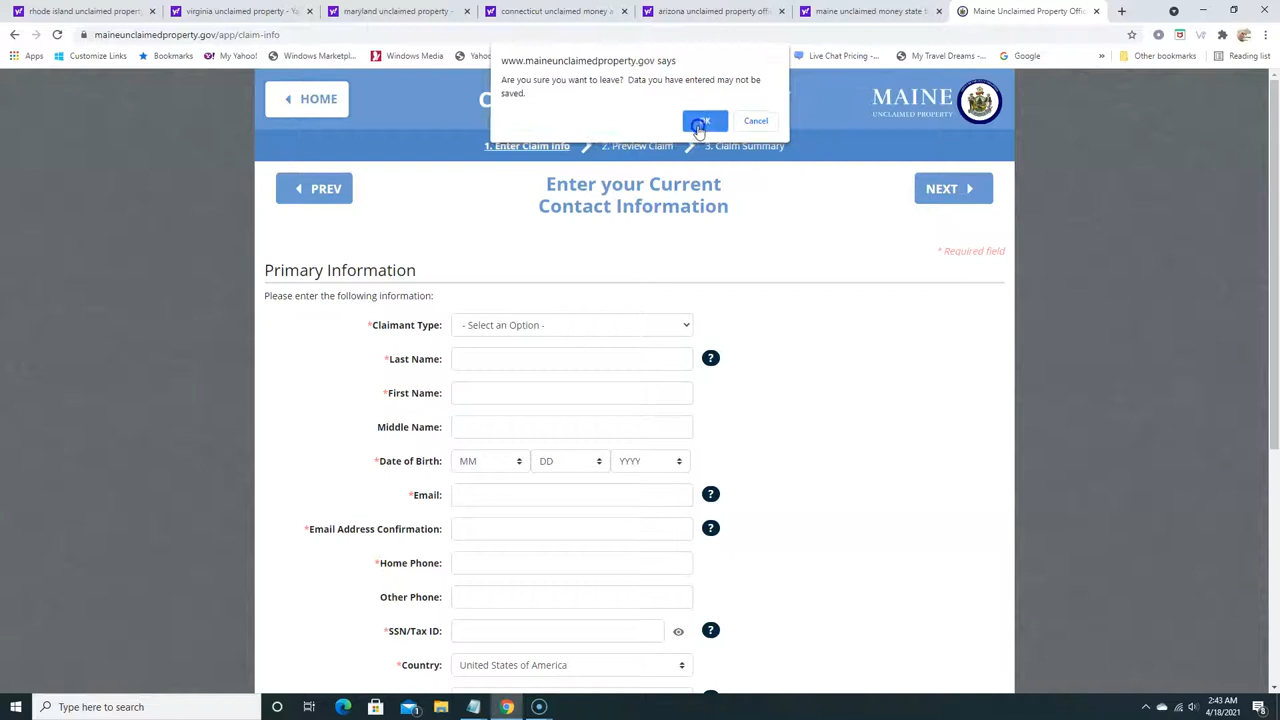 rhode island unclaimed property
virginia unclaimed property - Ya
maryland unclaimed property -
connecticut unclaimed money a
arizona unclaimed property off
maine unclaimed money state t
Maine Unclaimed Property Offic
maineunclaimedproperty.gov/app/claim-info
Apps
Customize Links
Bookmarks
My Yahoo!
Windows Marketpl...
Windows Media
Live Chat Pricing -...
My Travel Dreams...
Google
Other bookmarks
Reading list
www.maineunclaimedproperty.gov says
Are you sure you want to leave? Data you have entered may not be
saved.
Cancel
HOME
MAINE
UNCLAIMED PROPERTY
1. Enter Claim Info
2. Preview Claim
3. Claim Summary
PREV
Enter your Current
Contact Information
NEXT
* Required field
Primary Information
Please enter the following information:
*Claimant Type:
- Select an Option -
*Last Name:
?
*First Name:
Middle Name:
*Date of Birth:
MM
DD
YYYY
*Email:
?
*Email Address Confirmation:
?
*Home Phone:
Other Phone:
*SSN/Tax ID:
?
*Country:
United States of America
Type here to search
2:43 AM
4/18/2021